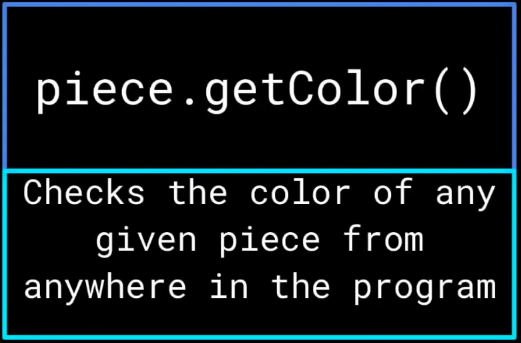 piece.getColor()
Checks the color of any
given piece from
anywhere in the program